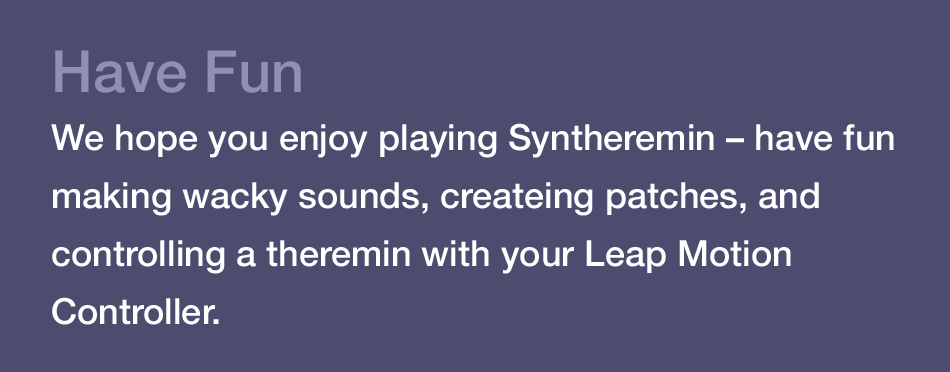 Have Fun
We hope you enjoy playing Syntheremin – have fun
making wacky sounds, createing patches, and
controlling a theremin with your Leap Motion
Controller.